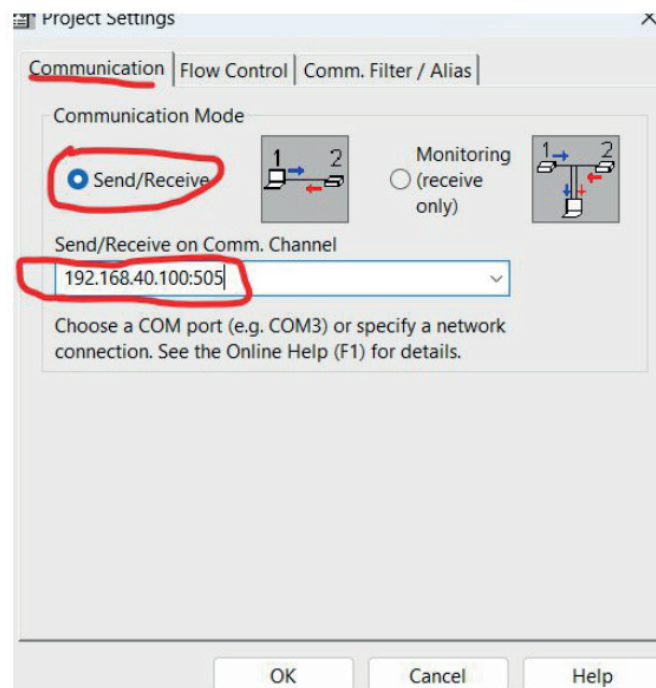 Project Settings
Communication
Flow Control
Comm. Filter / Alias
Communication Mode
Send/Receive
1 2
Monitoring
(receive
only)
1 2
Send/Receive on Comm. Channel
192.168.40.100:505
Choose a COM port (e.g. COM3) or specify a network
connection. See the Online Help (F1) for details.
OK
Cancel
Help